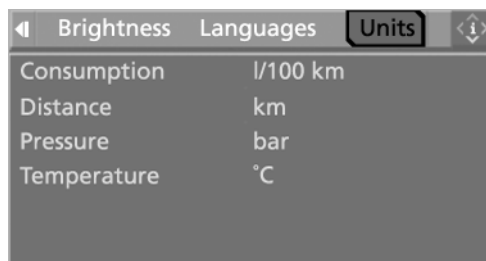 Brightness Languages Units i
Consumption l/100 km
Distance km
Pressure bar
Temperature °C